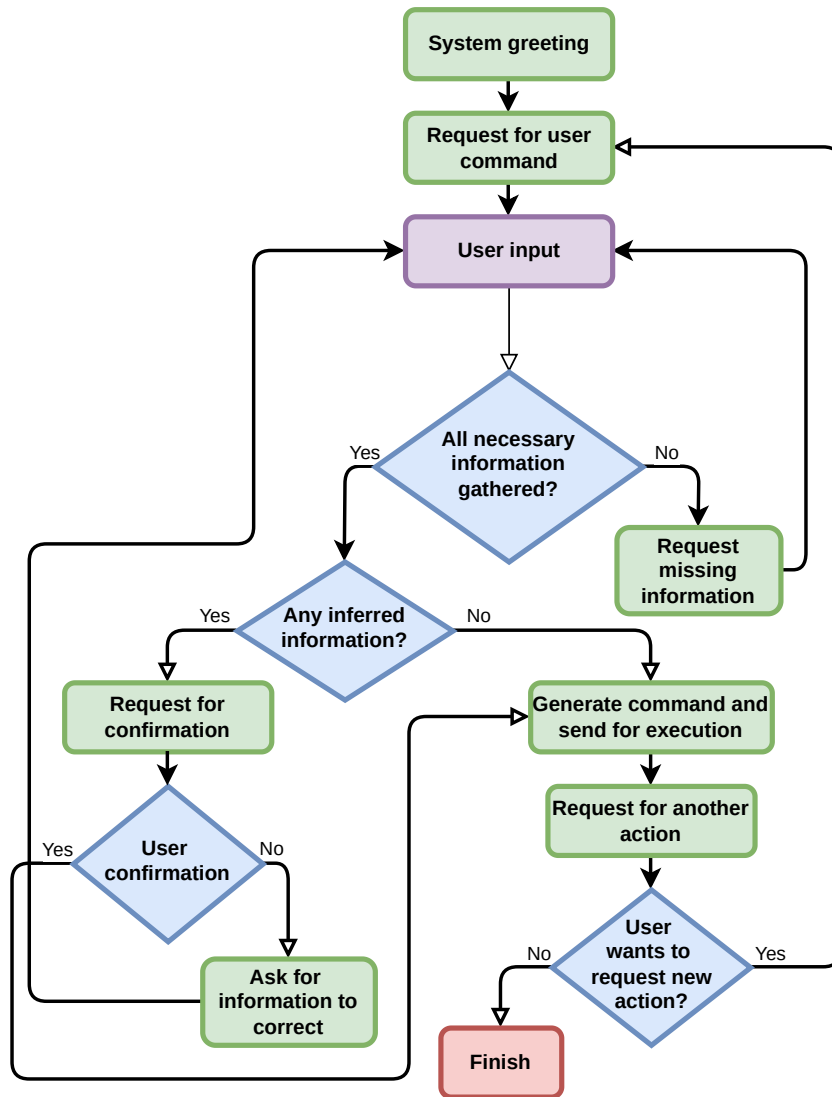 System greeting
Request for user
command
User input
All necessary
information
gathered?
Yes
No
Request
missing
information
Any inferred
information?
Yes
No
Request for
confirmation
Generate command and
send for execution
Request for another
action
User
confirmation
Yes
No
Ask for
information to
correct
User
wants to
request new
action?
No
Yes
Finish